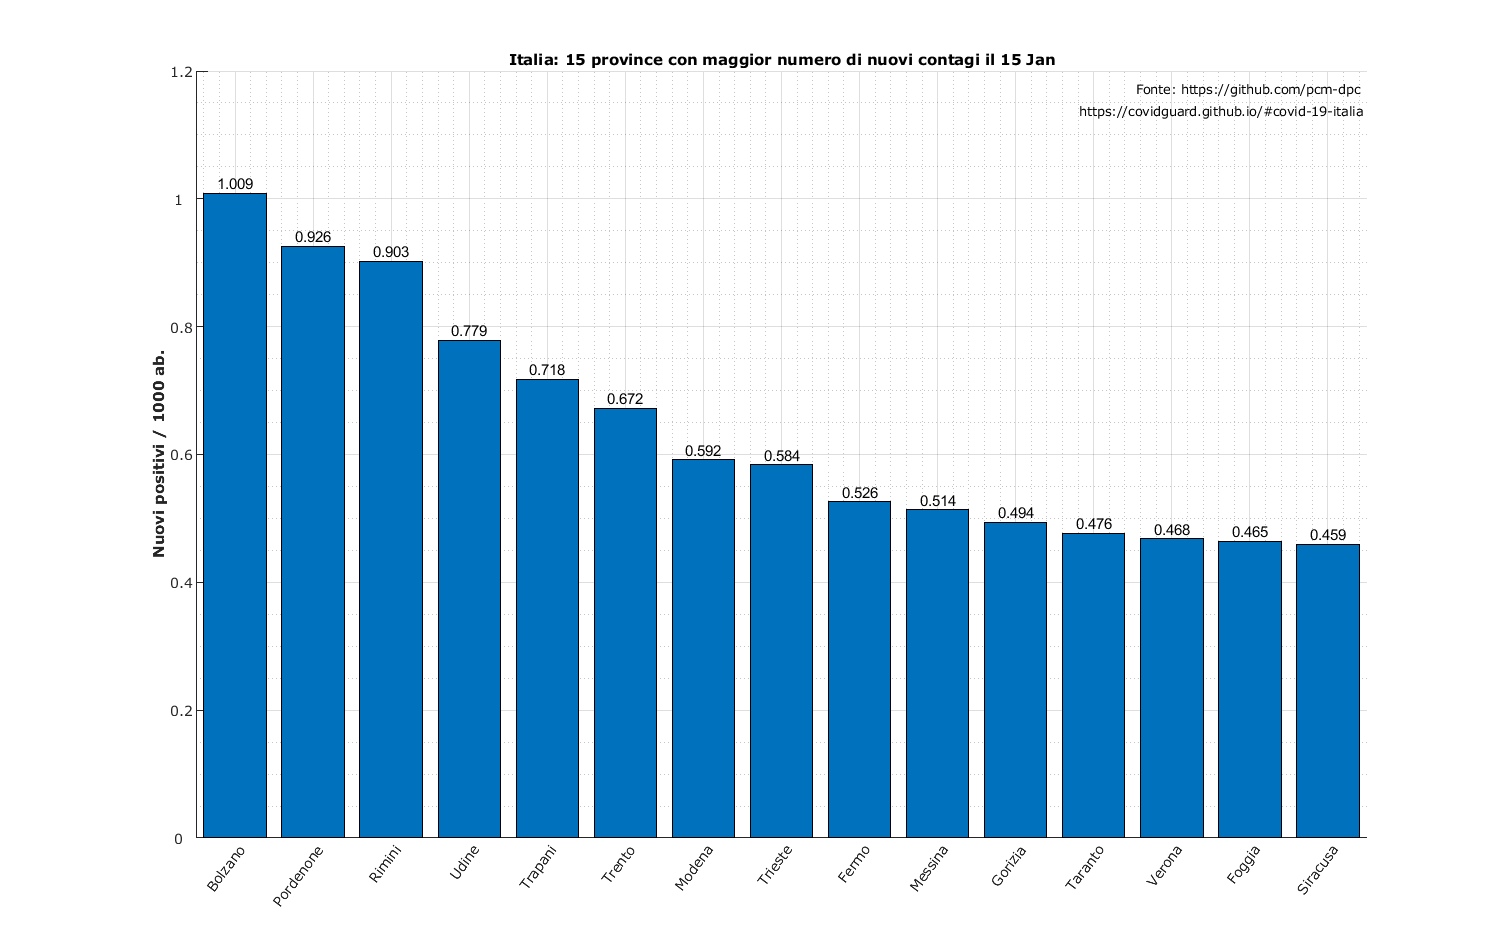 Italia: 15 province con maggior numero di nuovi contagi il 15 Jan
Fonte: https://github.com/pcm-dpc
https://covidguard.github.io/#covid-19-italia
Nuovi positivi / 1000 ab.
1.2
1
0.8
0.6
0.4
0.2
0
1.009
0.926
0.903
0.779
0.718
0.672
0.592
0.584
0.526
0.514
0.494
0.476
0.468
0.465
0.459
Bolzano
Pordenone
Rimini
Udine
Trapani
Trento
Modena
Trieste
Fermo
Messina
Gorizia
Taranto
Verona
Foggia
Siracusa